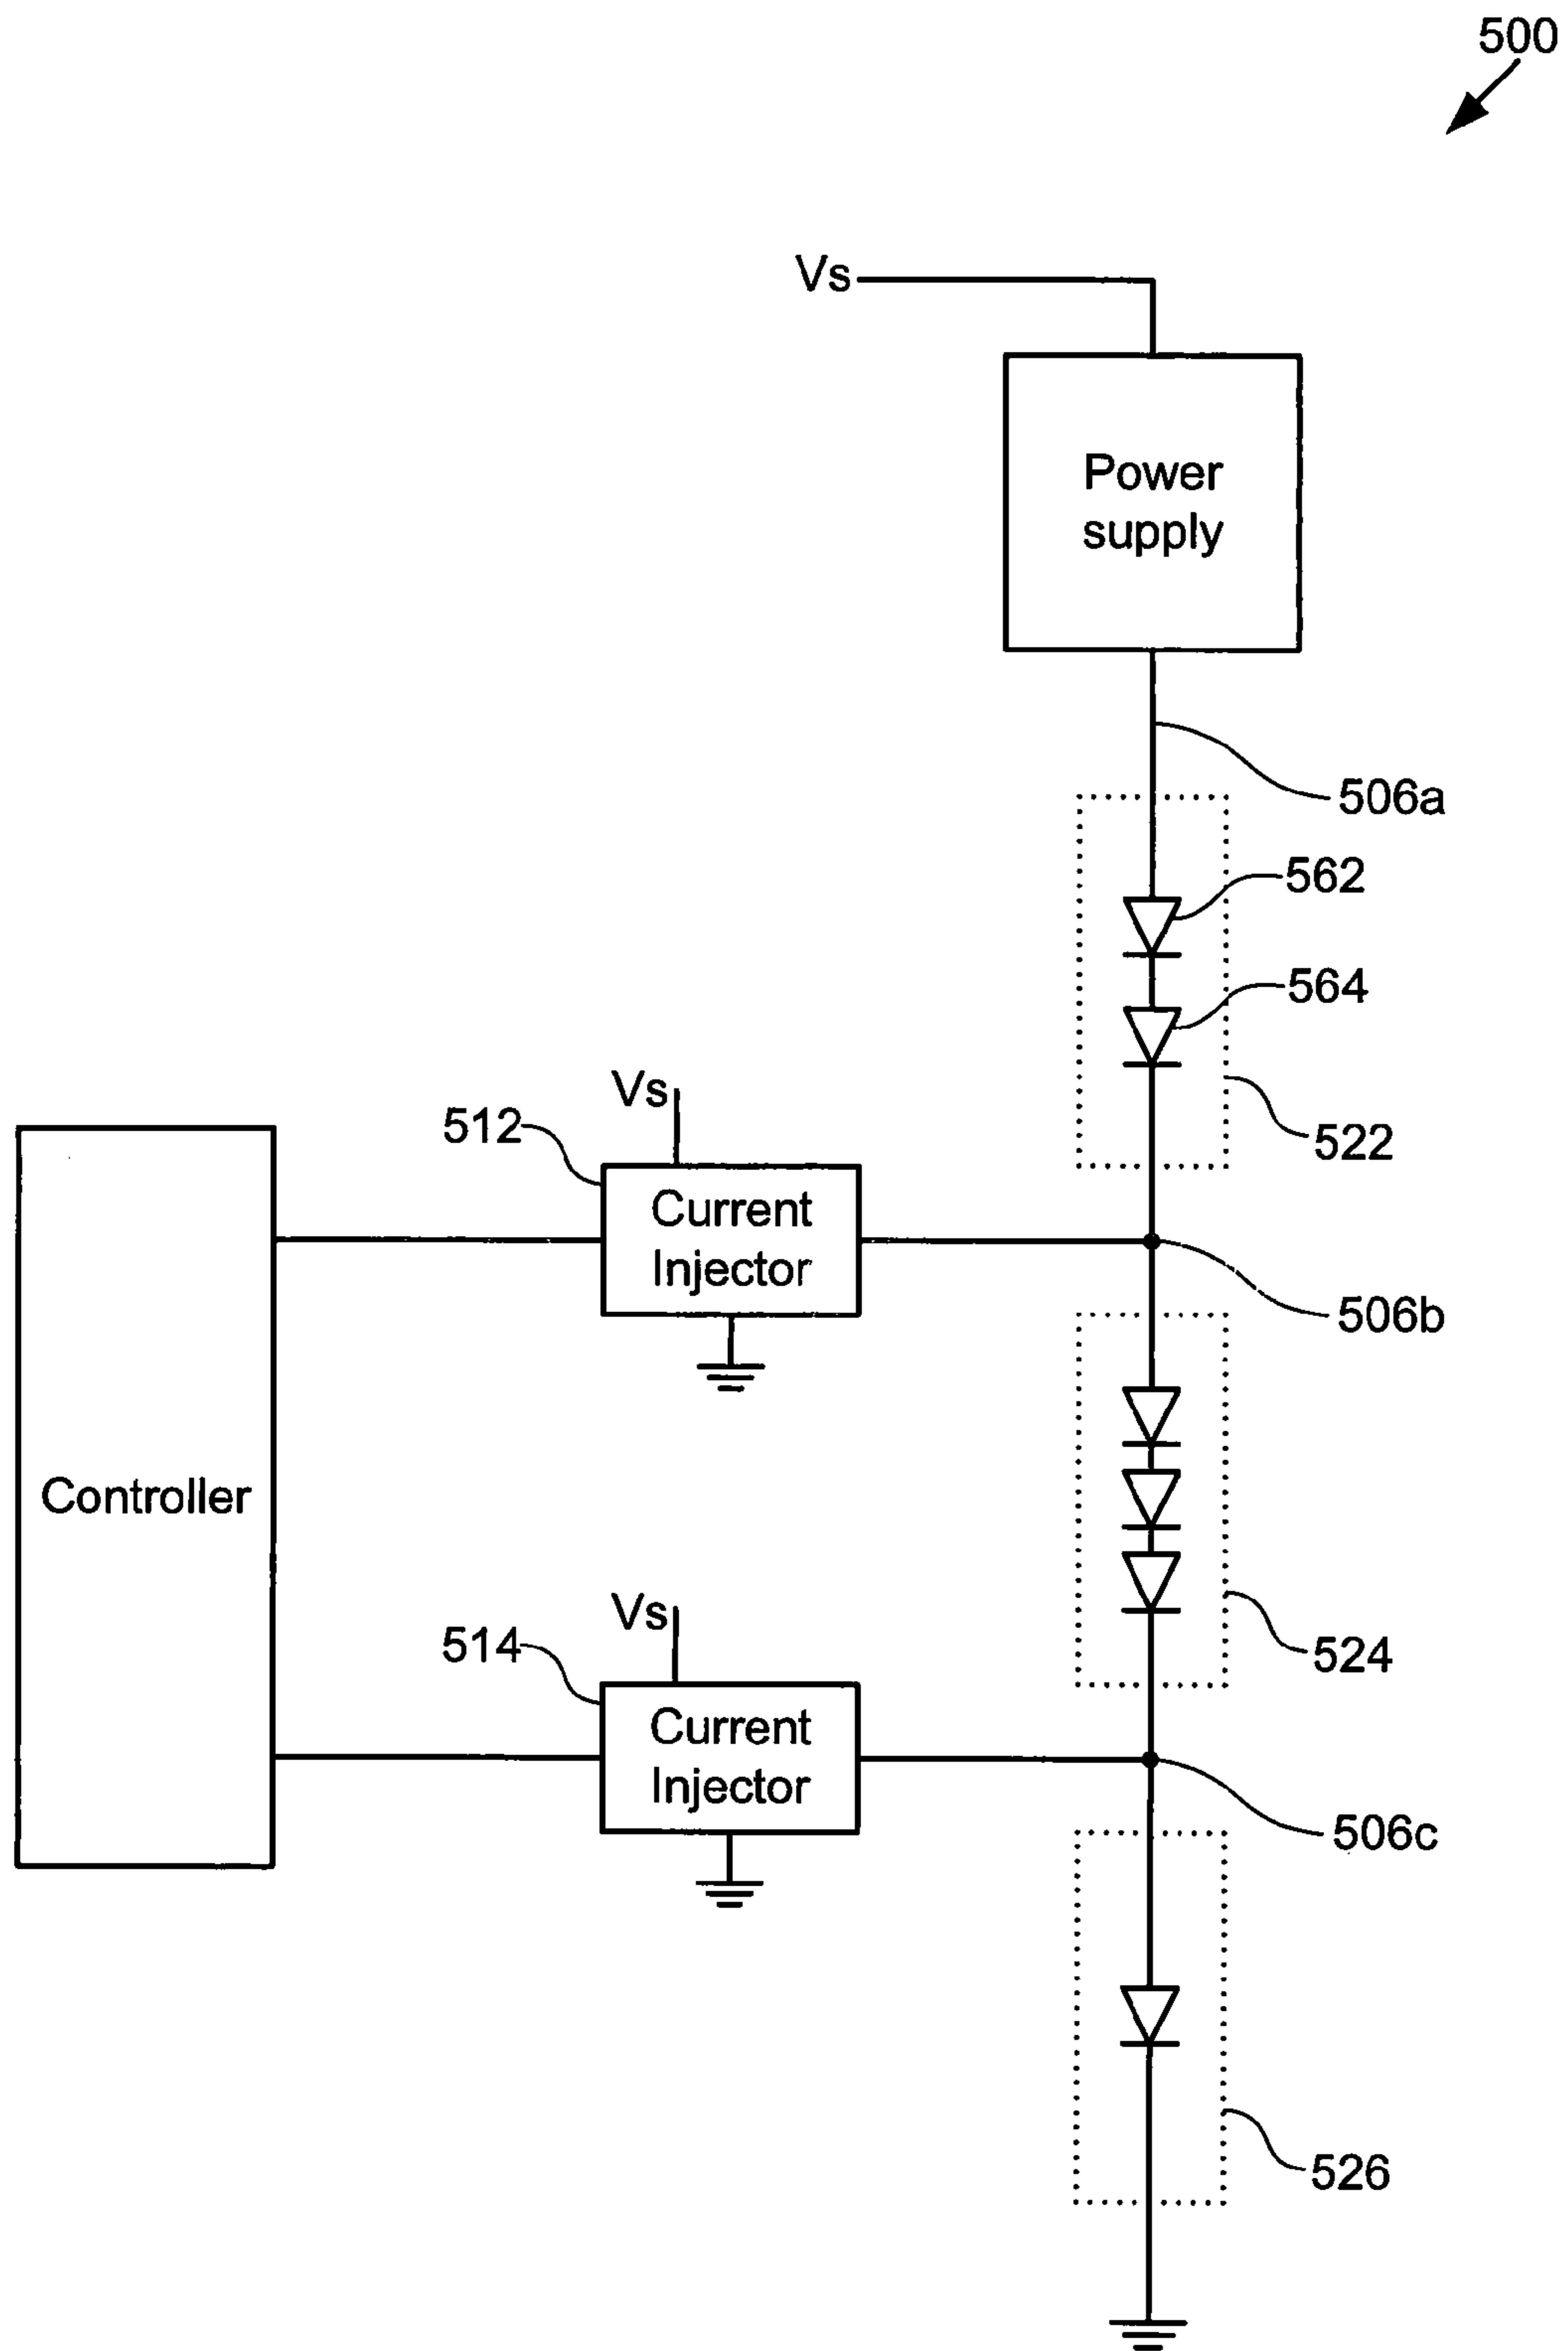 500
Vs
Power
supply
506a
562
564
522
Vs
512
Current
Injector
506b
Controller
Vs
514
Current
Injector
524
506c
526